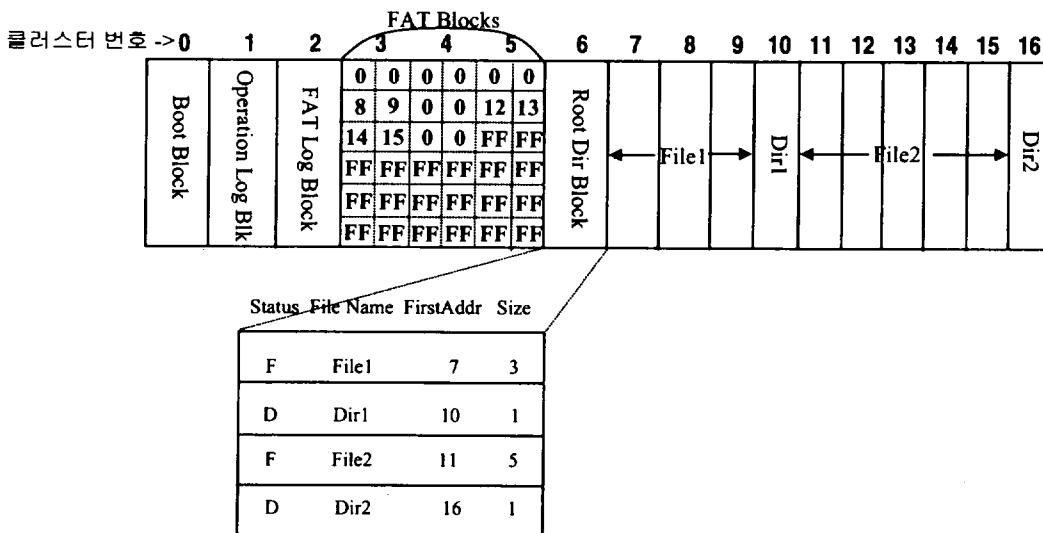 FAT Blocks
클러스터 번호 -> 0 1 2 3 4 5 6 7 8 9 10 11 12 13 14 15 16
Boot Block
Operation Log Blk
FAT Log Block
0 0 0 0 0 0
8 9 0 0 12 13
14 15 0 0 FF FF
FF FF FF FF FF FF
FF FF FF FF FF FF
FF FF FF FF FF FF
Root Dir Block
File1
Dir1
File2
Dir2
Status File Name FirstAddr Size
F File1 7 3
D Dir1 10 1
F File2 11 5
D Dir2 16 1